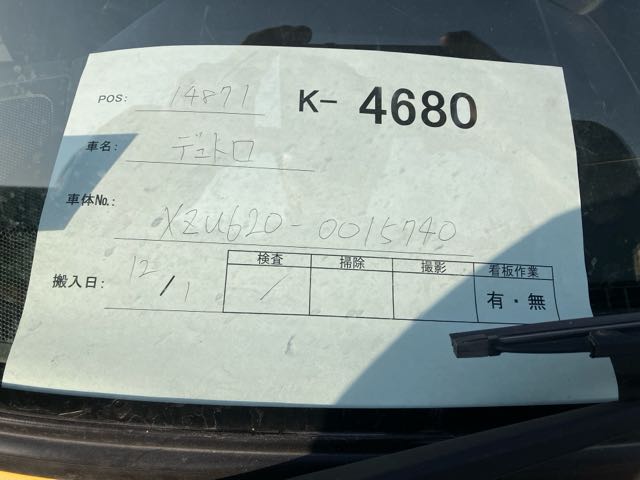 POS: 14871 K- 4680
車名: デュトロ
車体No.: XZU620-0015740
搬入日: 12/1
検査 掃除 撮影 看板作業
/ 有・無